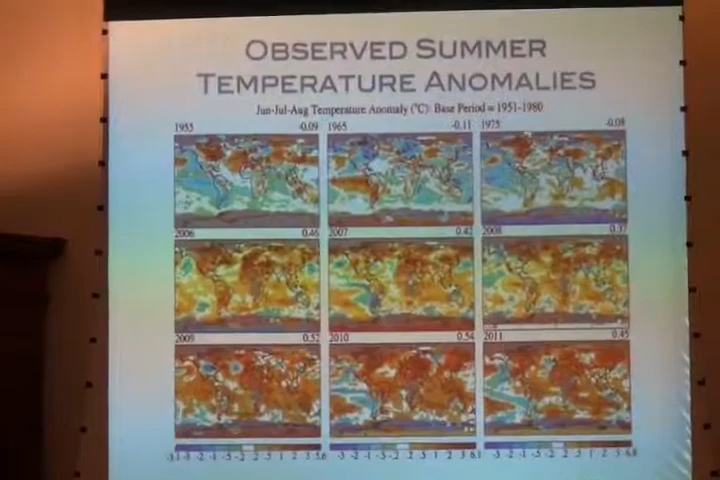 OBSERVED SUMMER
TEMPERATURE ANOMALIES
Jun-Jul-Aug Temperature Anomaly (°C): Base Period = 1951-1980
1955 -0.09 1965 -0.11 1975 -0.08
2006 0.46 2007 0.42 2008 0.37
2009 0.52 2010 0.54 2011 0.45